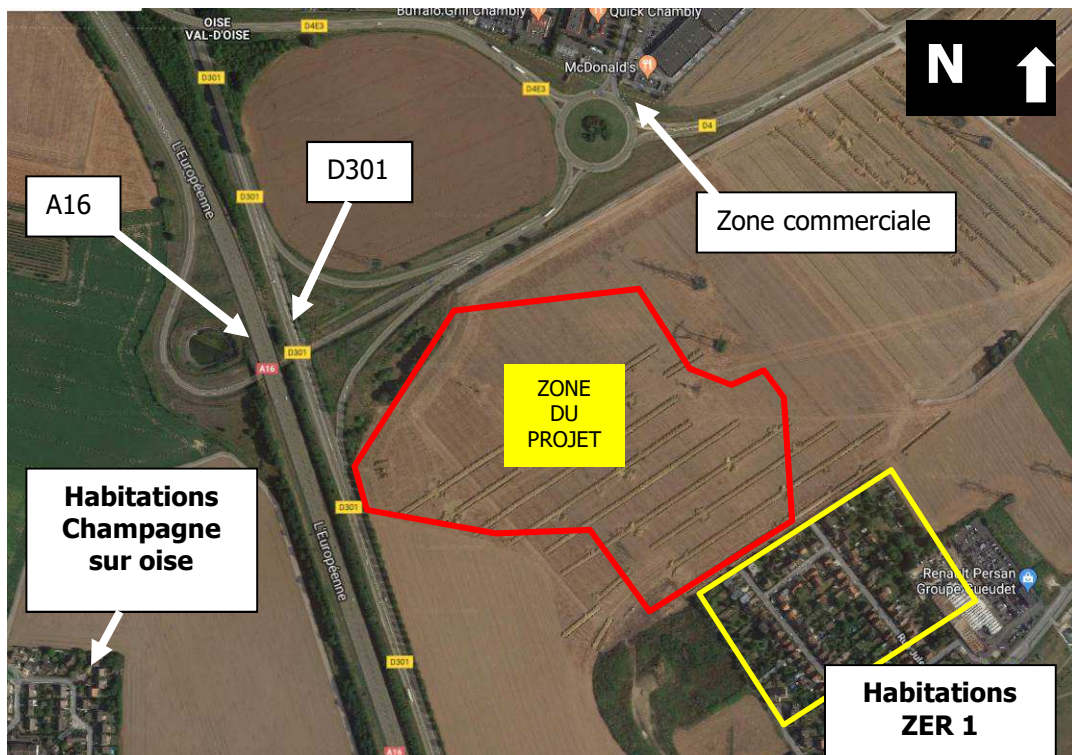 Buffalo Grill Chambly
Quick Chambly
OISE
VAL-D'OISE
D4E3
N
McDonald's
D301
D4E3
D4
L'Européenne
D301
A16
D301
Zone commerciale
D301
A16
ZONE
DU
PROJET
Habitations
Champagne
sur oise
D301
L'Européenne
Renault Persan
Groupe Gueudet
D301
A16
Habitations
ZER 1